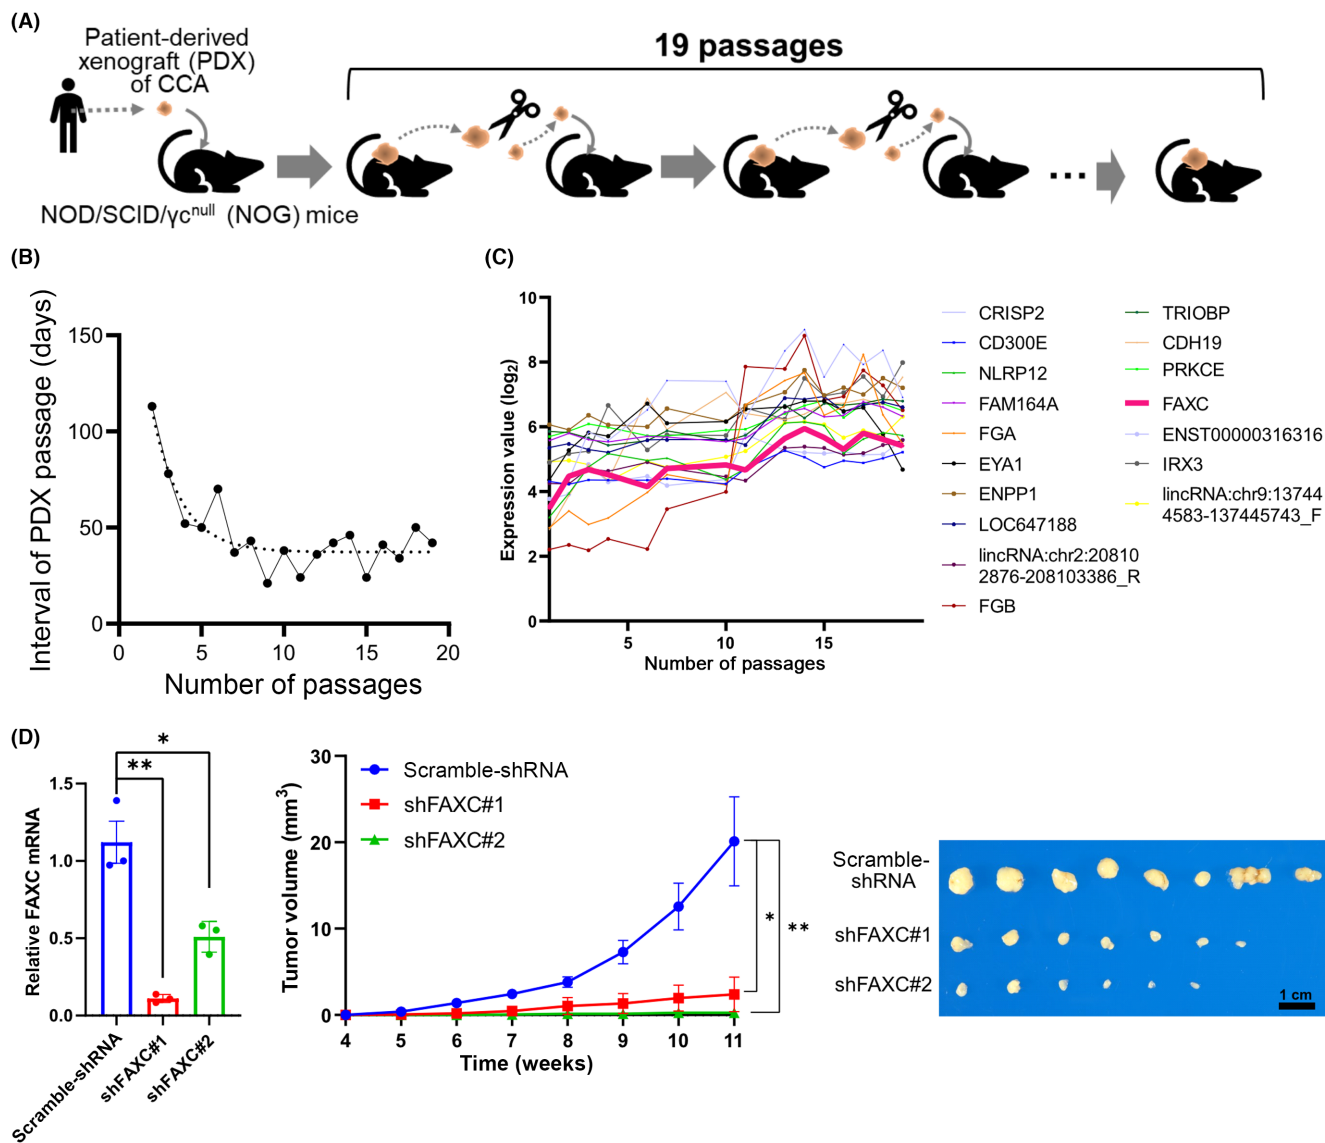 (A)
Patient-derived
xenograft (PDX)
of CCA
19 passages
NOD/SCID/γc^null (NOG) mice
...
(B)
Interval of PDX passage (days)
150
100
50
0
0 5 10 15 20
Number of passages
(C)
Expression value (log2)
10
8
6
4
2
0
5 10 15
Number of passages
CRISP2
CD300E
NLRP12
FAM164A
FGA
EYA1
ENPP1
LOC647188
lincRNA:chr2:20810
2876-208103386_R
FGB
TRIOBP
CDH19
PRKCE
FAXC
ENST00000316316
IRX3
lincRNA:chr9:13744
4583-137445743_F
(D)
Relative FAXC mRNA
1.5
1.0
0.5
0.0
*
**
Scramble-shRNA
shFAXC#1
shFAXC#2
Tumor volume (mm3)
30
20
10
0
4 5 6 7 8 9 10 11
Time (weeks)
Scramble-shRNA
shFAXC#1
shFAXC#2
*
**
Scramble-
shRNA
shFAXC#1
shFAXC#2
1 cm